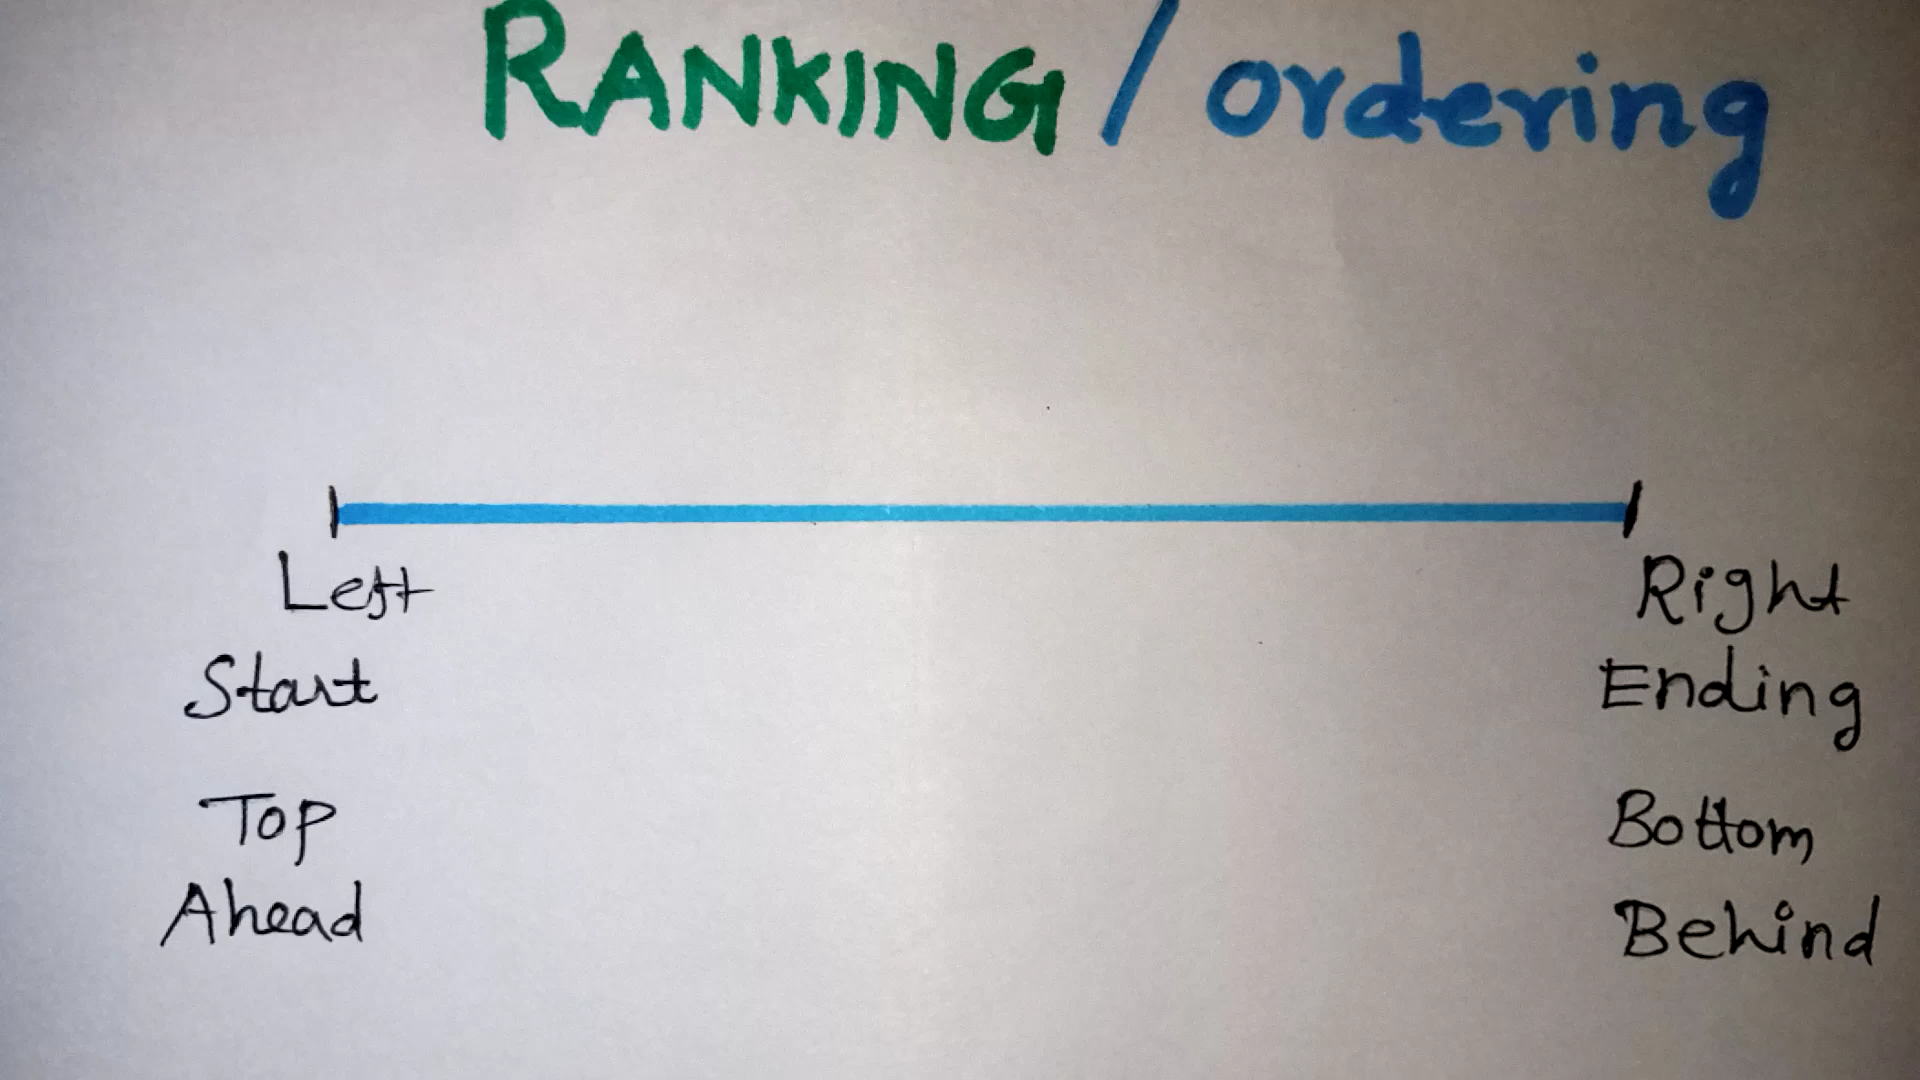 RANKING / ordering
Left Right
Start Ending
Top Bottom
Ahead Behind